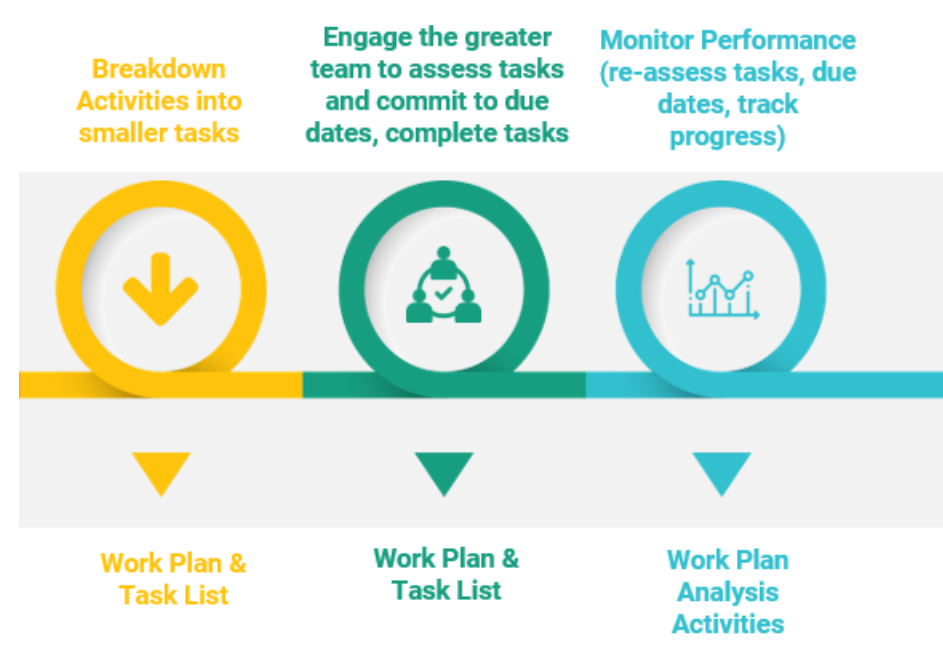 Breakdown
Activities into
smaller tasks
Engage the greater
team to assess tasks
and commit to due
dates, complete tasks
Monitor Performance
(re-assess tasks, due
dates, track
progress)
Work Plan &
Task List
Work Plan &
Task List
Work Plan
Analysis
Activities